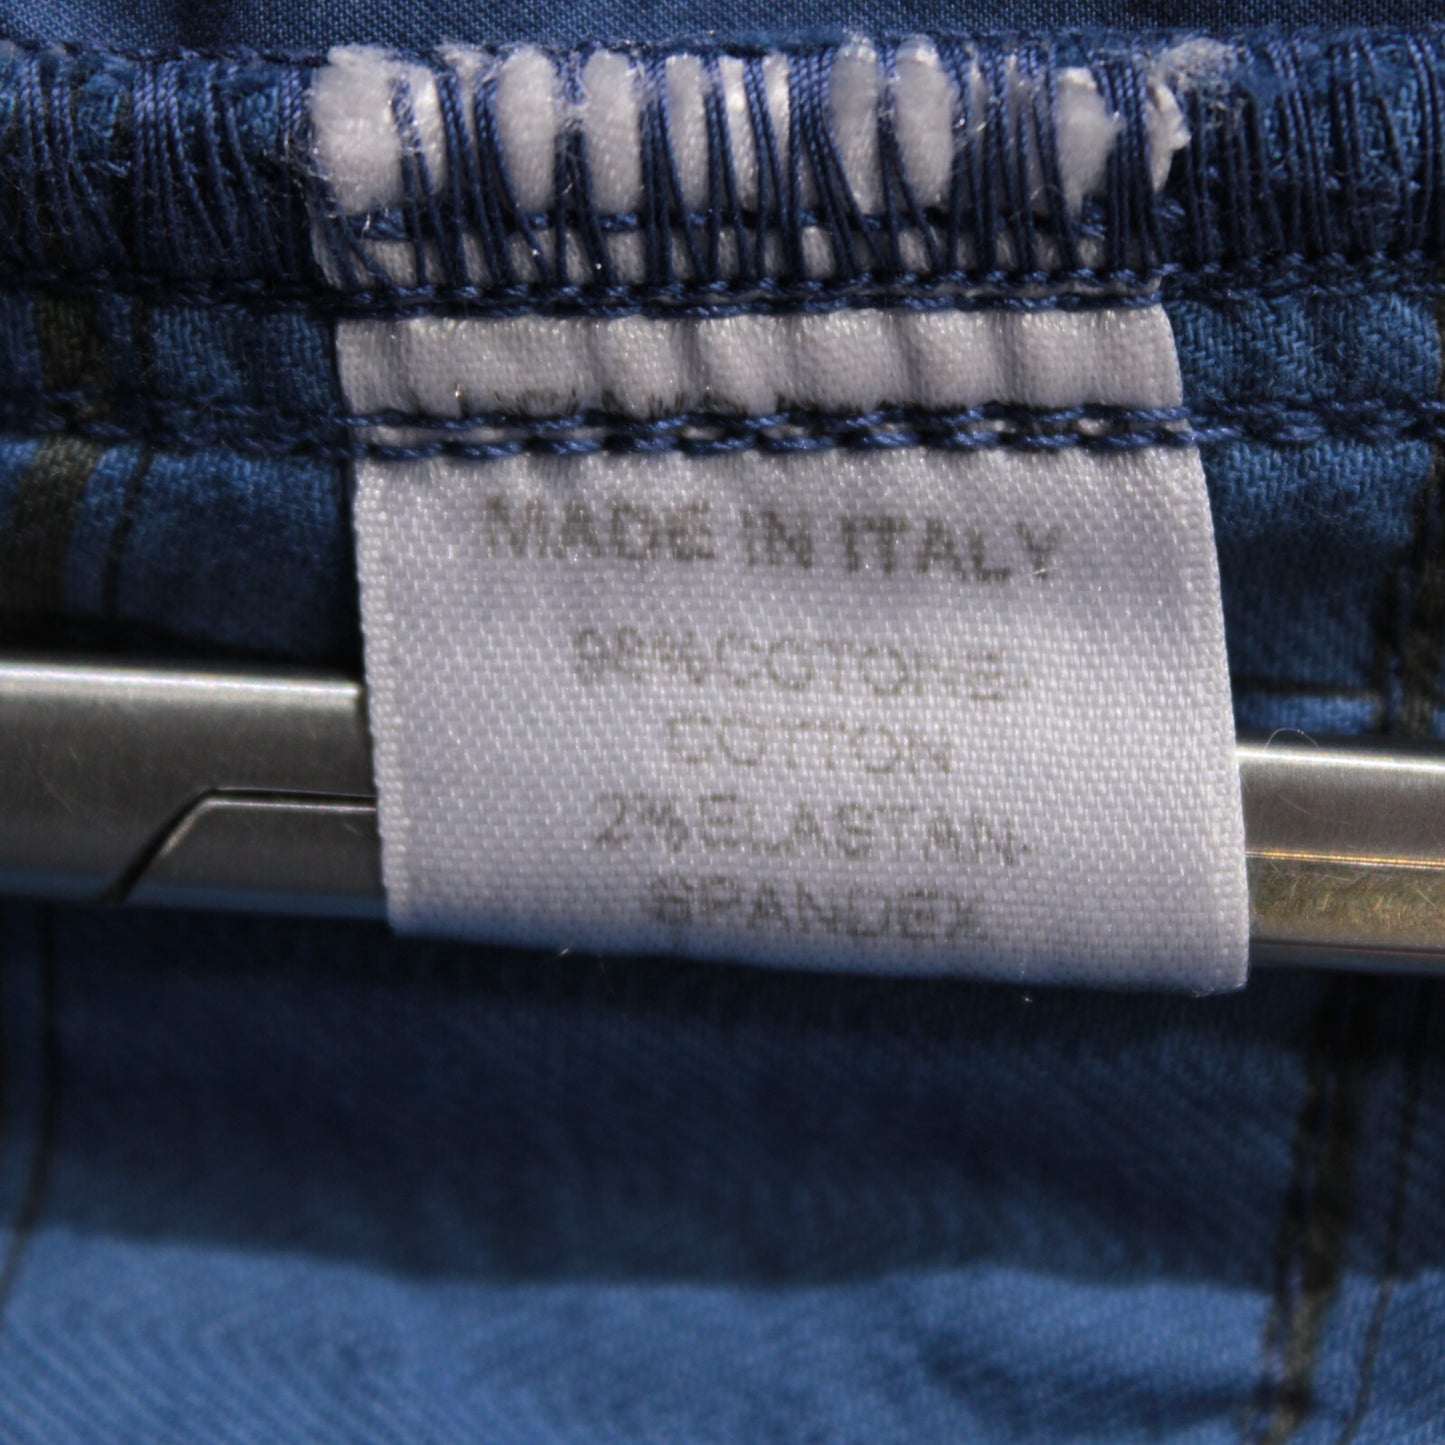 MADE IN ITALY
98% COTONE
COTTON
2% ELASTAN
SPANDEX